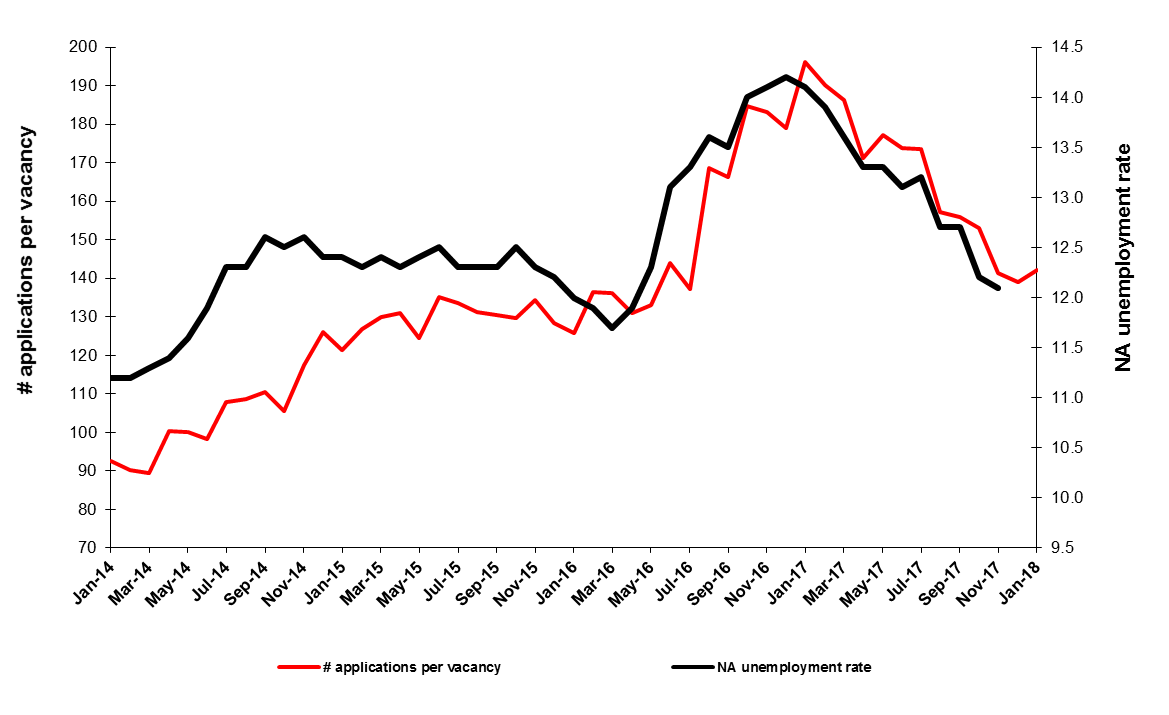 # applications per vacancy
200
190
180
170
160
150
140
130
120
110
100
90
80
70
14.5
14.0
13.5
13.0
12.5
12.0
11.5
11.0
10.5
10.0
9.5
NA unemployment rate
Jan-14
Mar-14
May-14
Jul-14
Sep-14
Nov-14
Jan-15
Mar-15
May-15
Jul-15
Sep-15
Nov-15
Jan-16
Mar-16
May-16
Jul-16
Sep-16
Nov-16
Jan-17
Mar-17
May-17
Jul-17
Sep-17
Nov-17
Jan-18
# applications per vacancy
NA unemployment rate